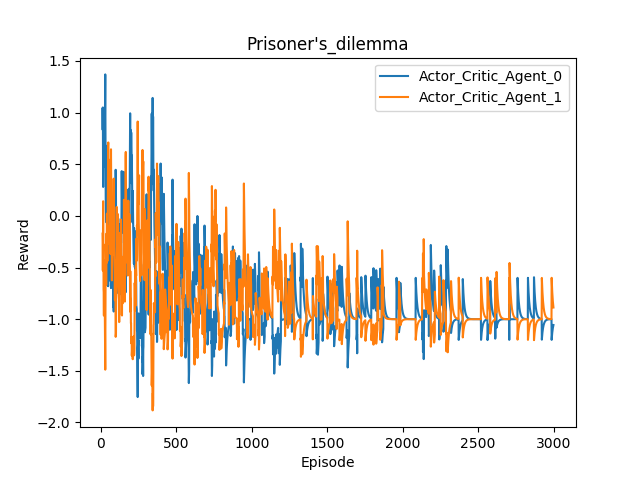 Prisoner's_dilemma
Actor_Critic_Agent_0
Actor_Critic_Agent_1
Reward
1.5
1.0
0.5
0.0
−0.5
−1.0
−1.5
−2.0
0 500 1000 1500 2000 2500 3000
Episode